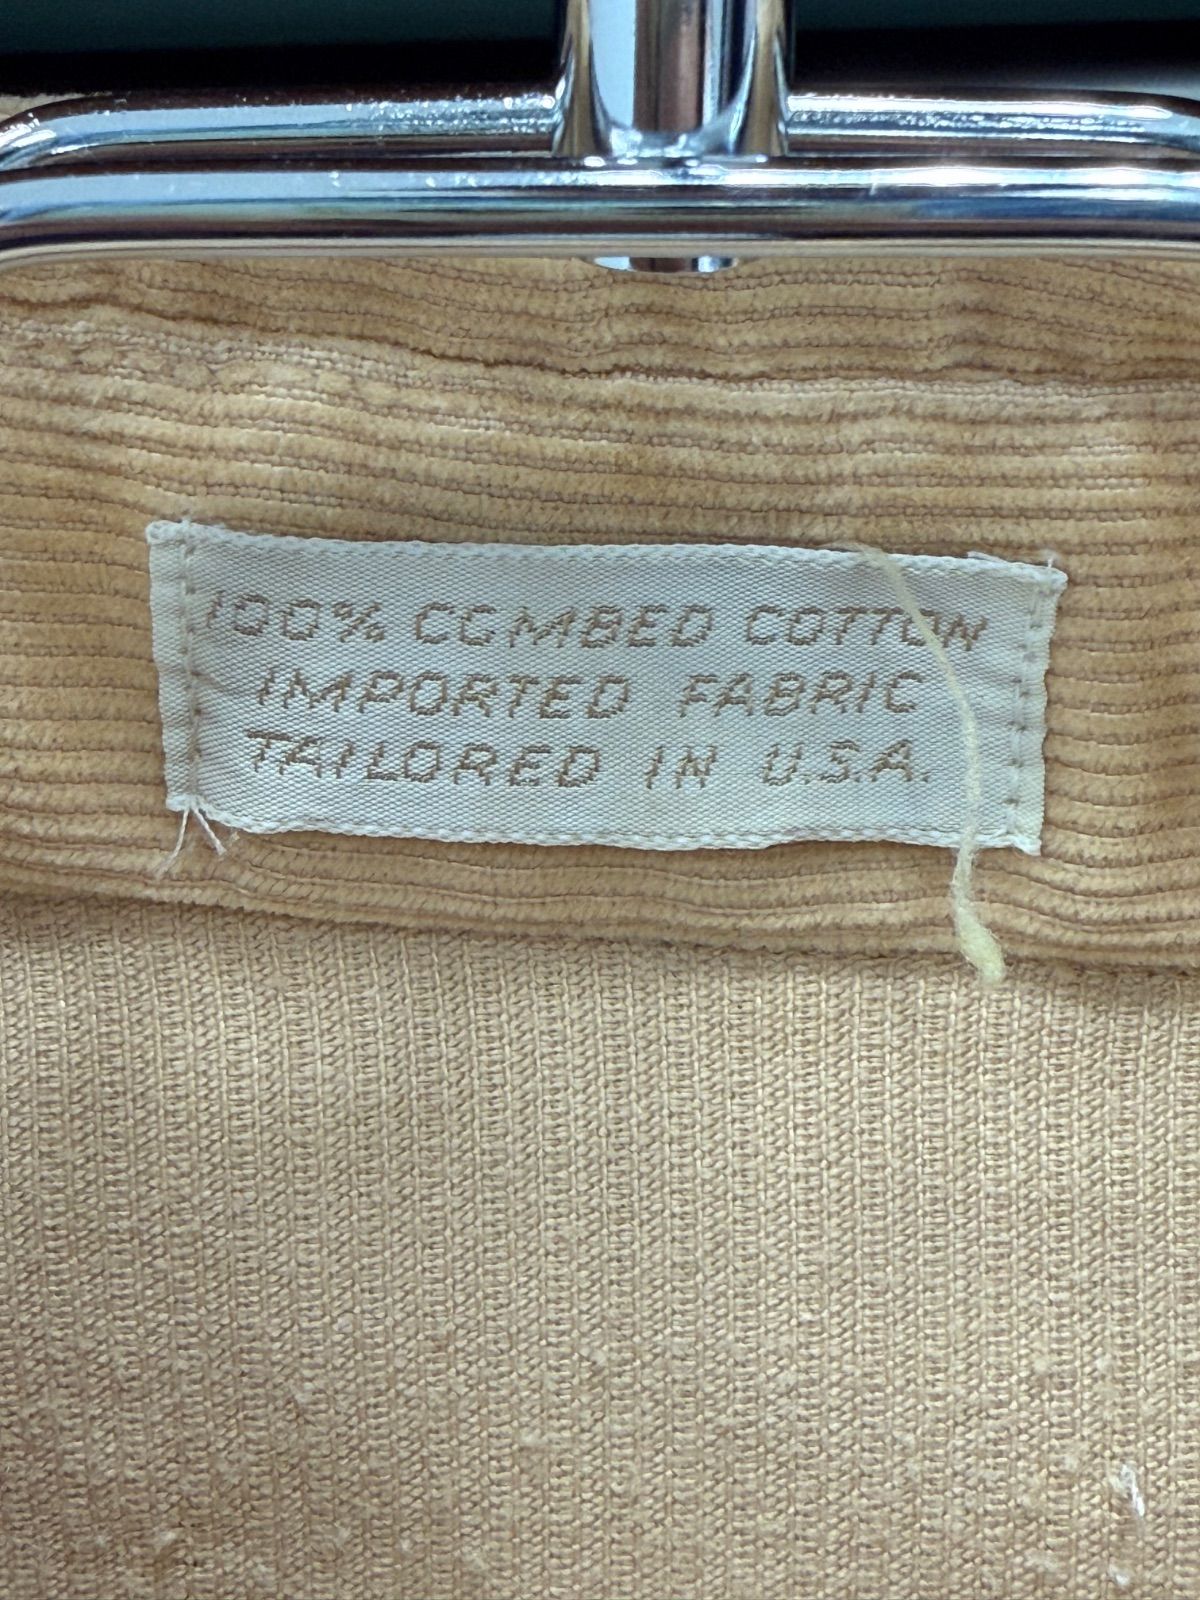 100% COMBED COTTON
IMPORTED FABRIC
TAILORED IN U.S.A.